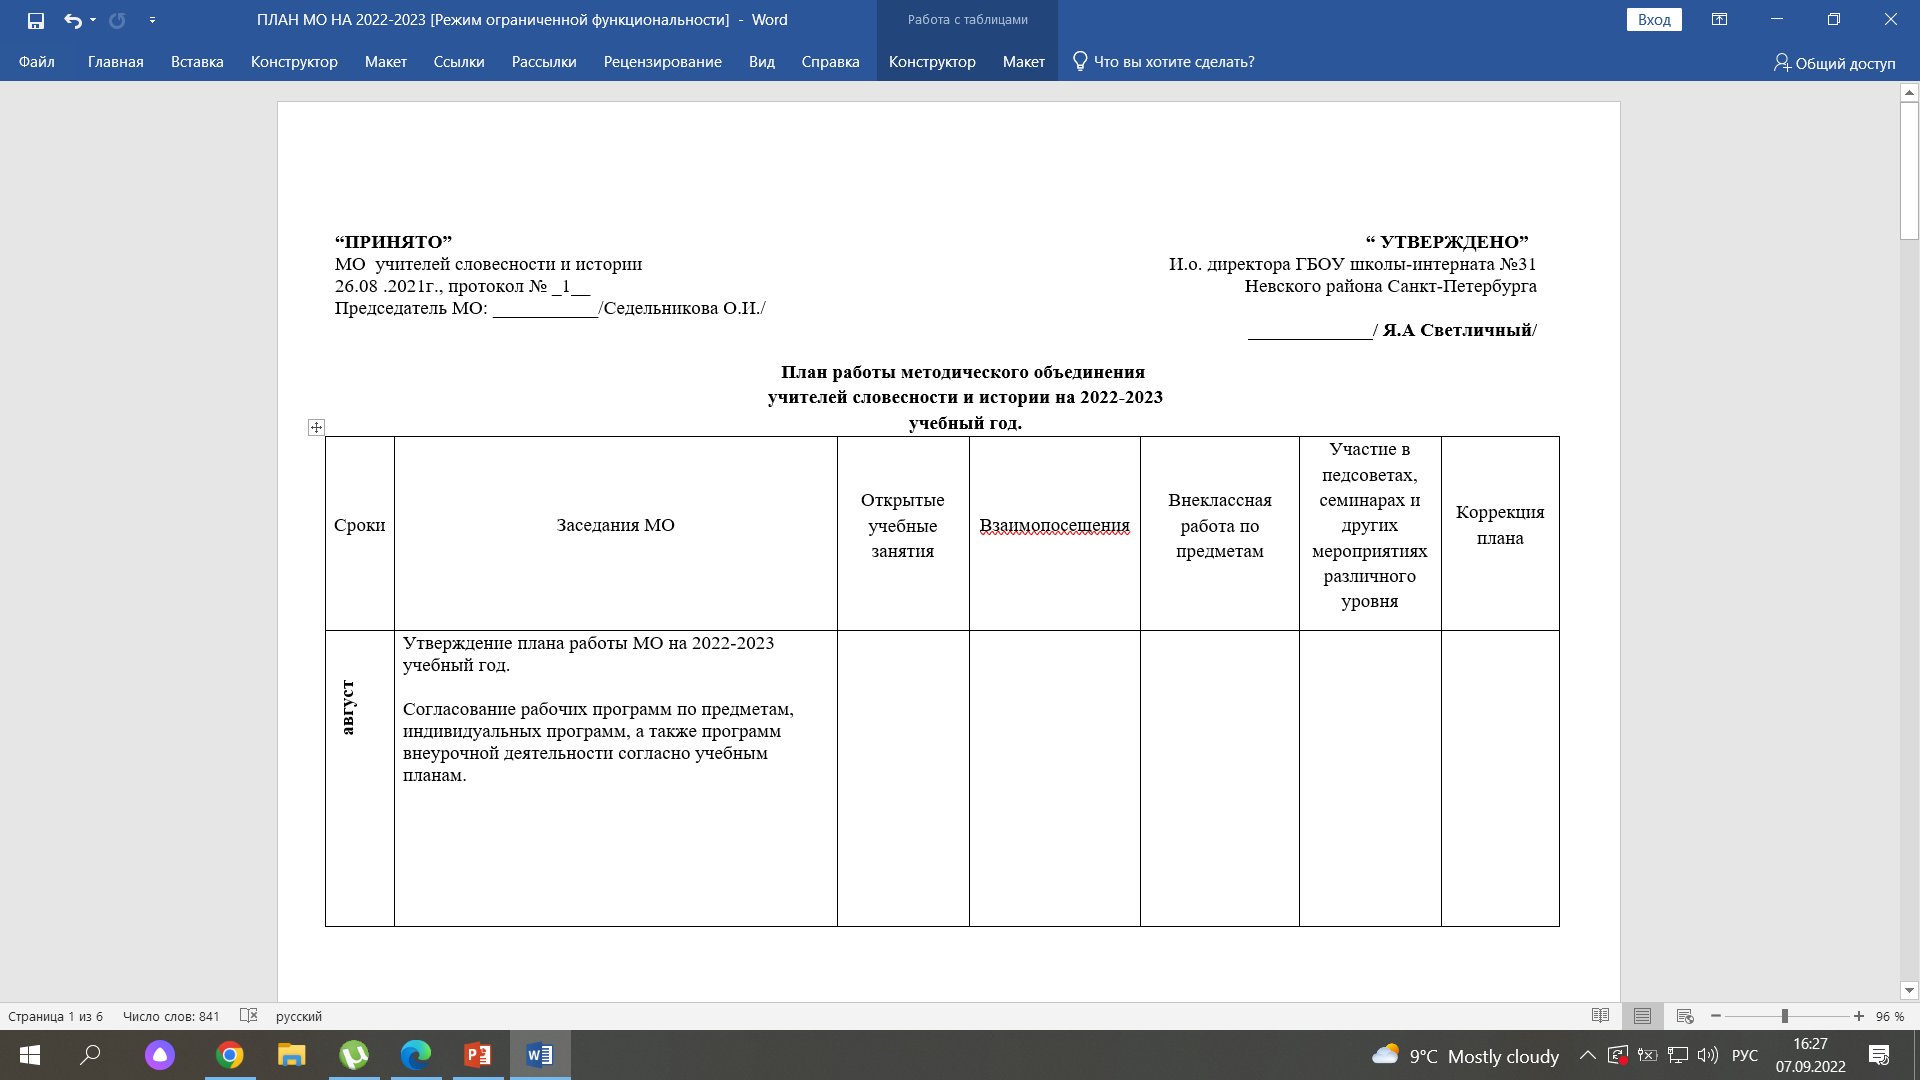 ПЛАН МО НА 2022-2023 [Режим ограниченной функциональности] - Word
Работа с таблицами
Вход
Файл Главная Вставка Конструктор Макет Ссылки Рассылки Рецензирование Вид Справка Конструктор Макет Что вы хотите сделать? Общий доступ
“ПРИНЯТО” “ УТВЕРЖДЕНО”
МО учителей словесности и истории И.о. директора ГБОУ школы-интерната №31
26.08 .2021г., протокол № _1__ Невского района Санкт-Петербурга
Председатель МО: ____________/Седельникова О.И./
______________/ Я.А Светличный/
План работы методического объединения
учителей словесности и истории на 2022-2023
учебный год.
Сроки
Заседания МО
Открытые
учебные
занятия
Взаимопосещения
Внеклассная
работа по
предметам
Участие в
педсоветах,
семинарах и
других
мероприятиях
различного
уровня
Коррекция
плана
август
Утверждение плана работы МО на 2022-2023
учебный год.
Согласование рабочих программ по предметам,
индивидуальных программ, а также программ
внеурочной деятельности согласно учебным
планам.
Страница 1 из 6 Число слов: 841 русский 96 %
9°C Mostly cloudy РУС 16:27
07.09.2022